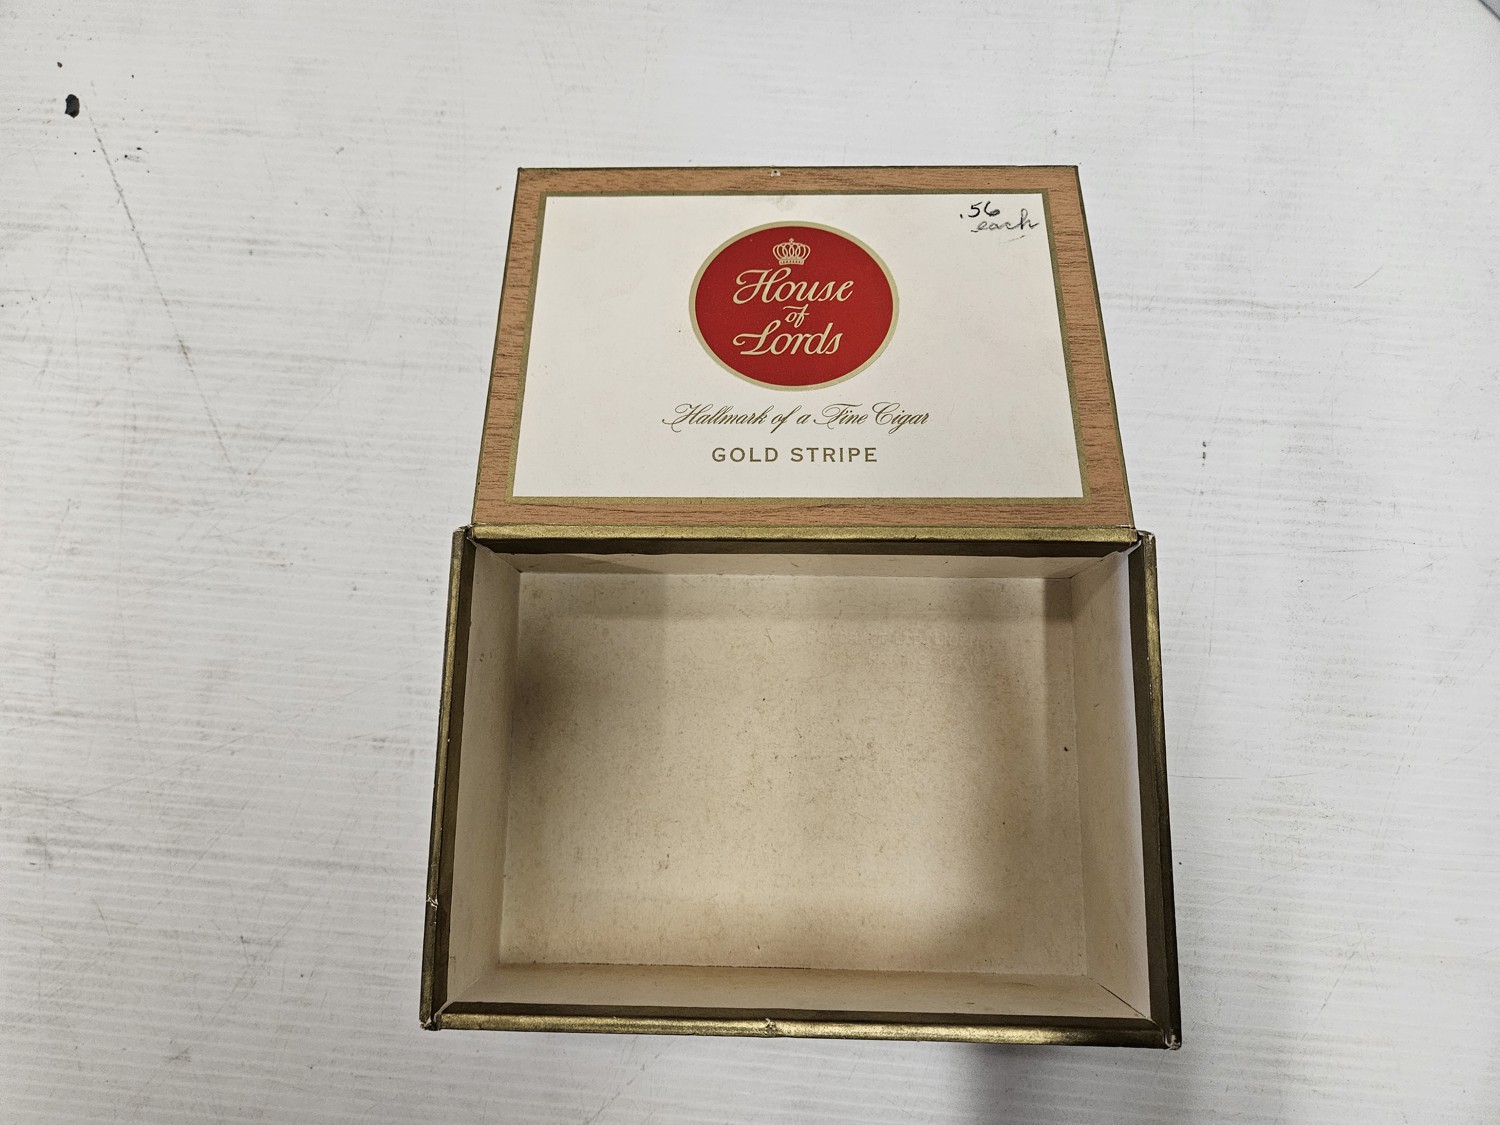 .56
each
House
of
Lords
Hallmark of a Fine Cigar
GOLD STRIPE